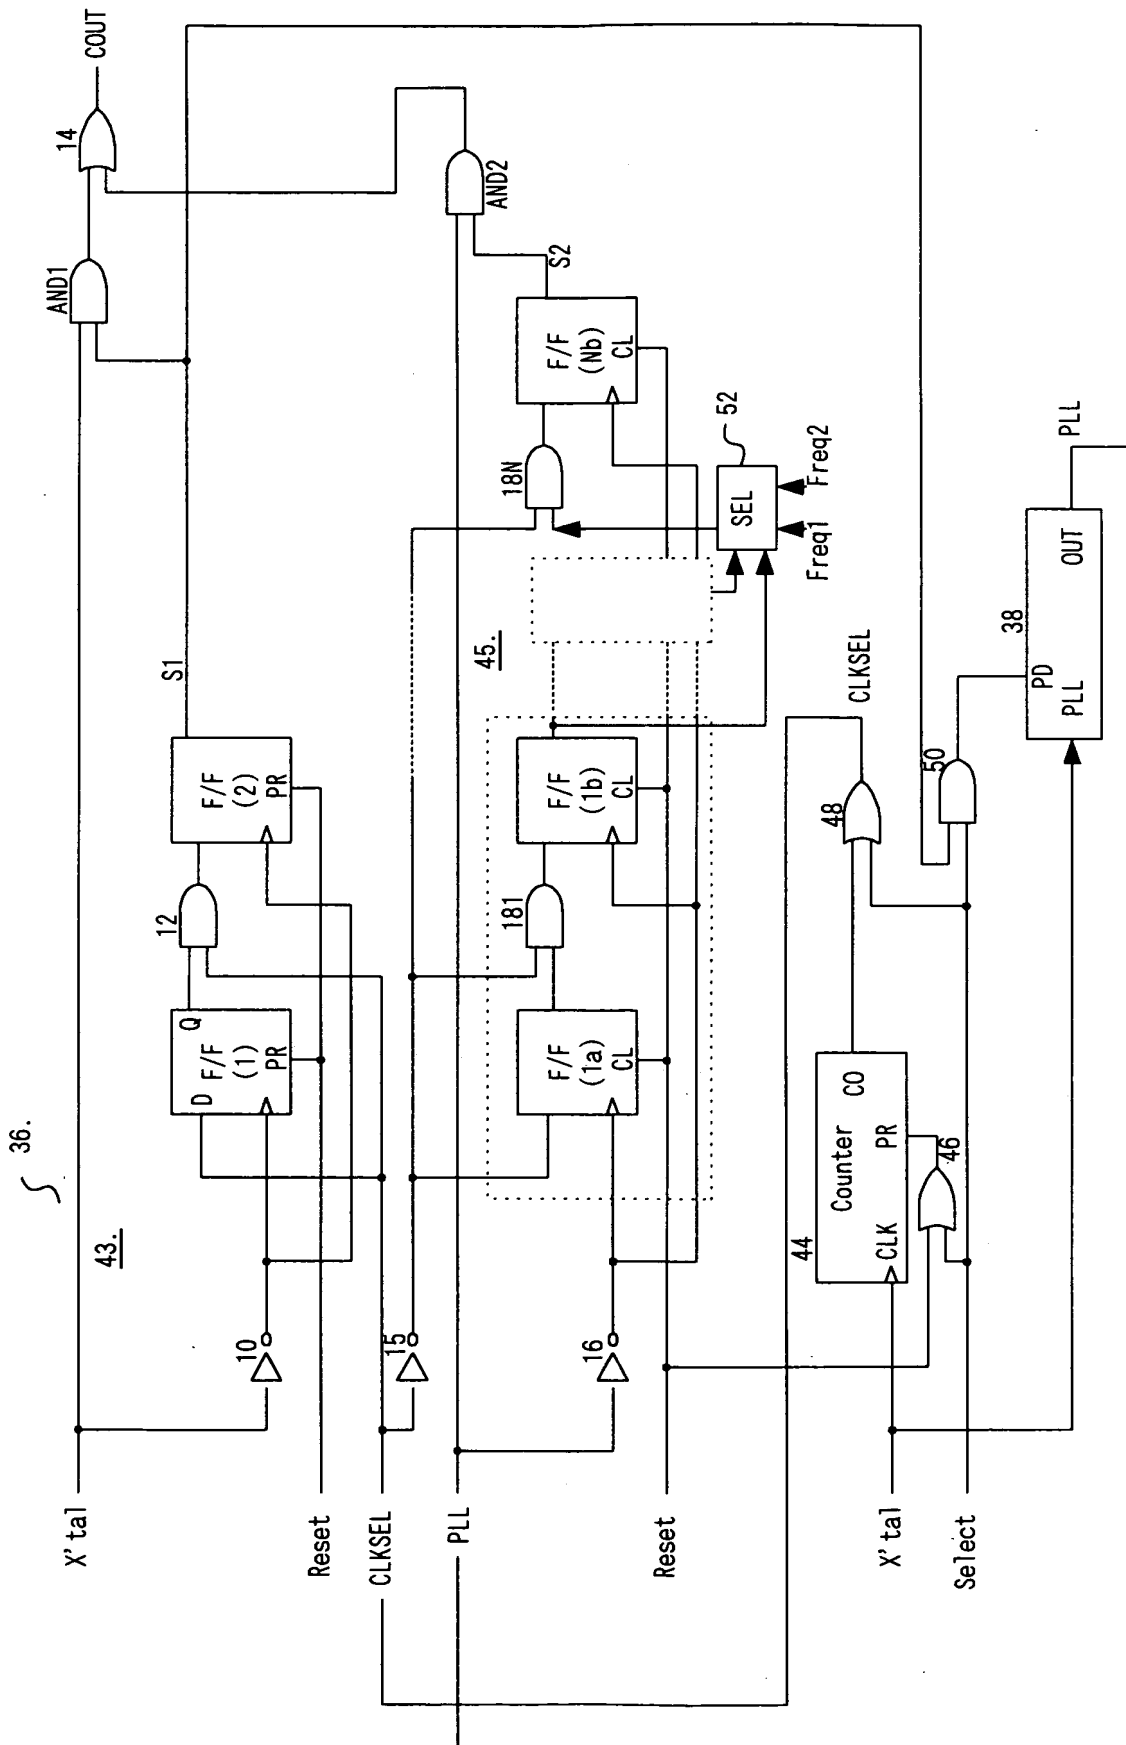 36.
43.
X'tal
10
D
Q
F/F
(1)
PR
12
F/F
(2)
PR
S1
AND1
14
COUT
Reset
CLKSEL
15
PLL
16
F/F
(1a)
CL
181
F/F
(1b)
CL
45.
18N
F/F
(Nb)
CL
S2
AND2
SEL
52
Freq1
Freq2
Reset
44
Counter
CLK
CO
PR
46
48
CLKSEL
50
X'tal
Select
38
PD
PLL
OUT
PLL